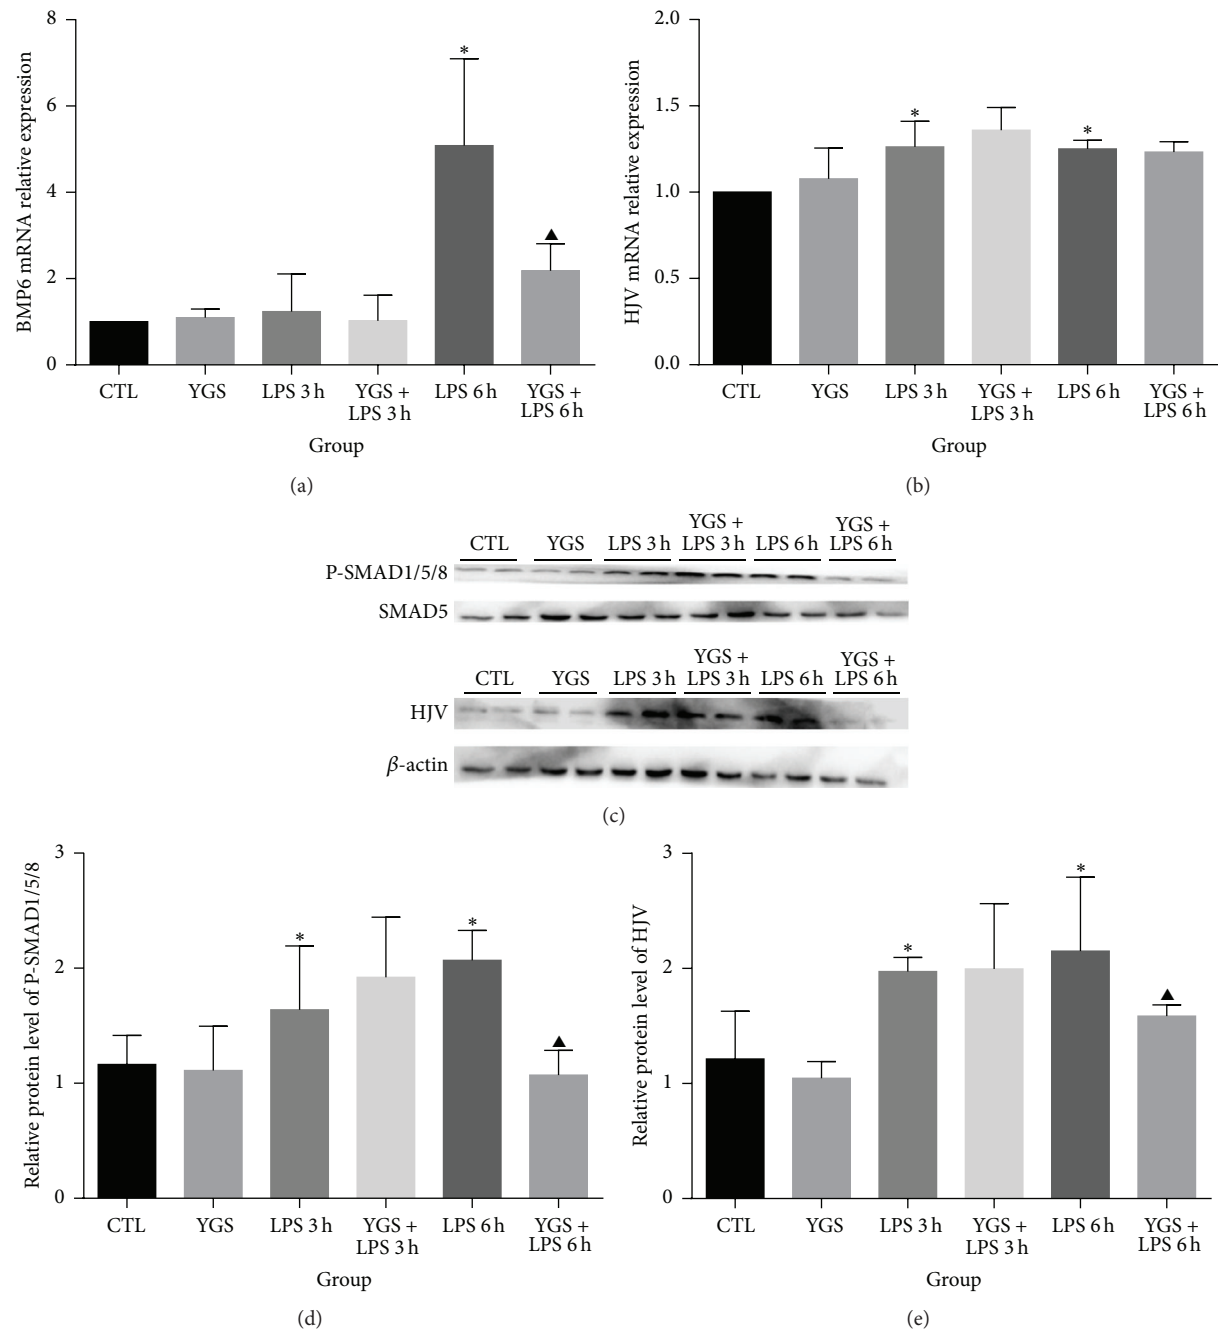 BMP6 mRNA relative expression
8
6
4
2
0
*
▲
CTL YGS LPS 3 h YGS + LPS 3 h LPS 6 h YGS + LPS 6 h
Group
(a)
HJV mRNA relative expression
2.0
1.5
1.0
0.5
0.0
* *
CTL YGS LPS 3 h YGS + LPS 3 h LPS 6 h YGS + LPS 6 h
Group
(b)
CTL YGS LPS 3 h YGS + LPS 3 h LPS 6 h YGS + LPS 6 h
P-SMAD1/5/8
SMAD5
CTL YGS LPS 3 h YGS + LPS 3 h LPS 6 h YGS + LPS 6 h
HJV
β-actin
(c)
Relative protein level of P-SMAD1/5/8
3
2
1
0
* *
▲
CTL YGS LPS 3 h YGS + LPS 3 h LPS 6 h YGS + LPS 6 h
Group
(d)
Relative protein level of HJV
3
2
1
0
* *
▲
CTL YGS LPS 3 h YGS + LPS 3 h LPS 6 h YGS + LPS 6 h
Group
(e)